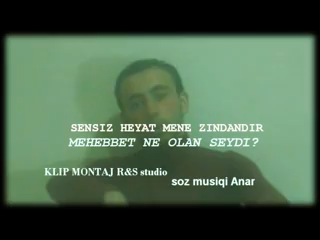 SENSIZ HEYAT MENE ZINDANDIR
MEHEBBET NE OLAN SEYDI?
KLIP MONTAJ R&S studio
soz musiqi Anar